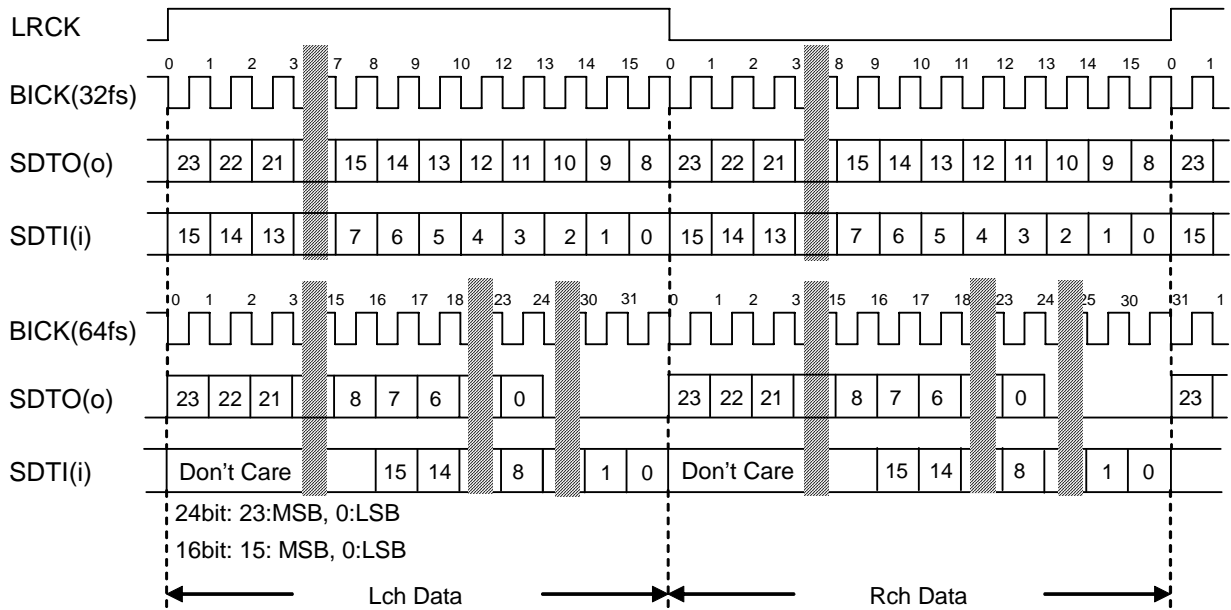 LRCK
0 1 2 3 7 8 9 10 11 12 13 14 15 0 1 2 3 8 9 10 11 12 13 14 15 0 1
BICK(32fs)
SDTO(o) 23 22 21 15 14 13 12 11 10 9 8 23 22 21 15 14 13 12 11 10 9 8 23
SDTI(i) 15 14 13 7 6 5 4 3 2 1 0 15 14 13 7 6 5 4 3 2 1 0 15
0 1 2 3 15 16 17 18 23 24 30 31 0 1 2 3 15 16 17 18 23 24 25 30 31 1
BICK(64fs)
SDTO(o) 23 22 21 8 7 6 0 23 22 21 8 7 6 0 23
SDTI(i) Don't Care 15 14 8 1 0 Don't Care 15 14 8 1 0
24bit: 23:MSB, 0:LSB
16bit: 15: MSB, 0:LSB
Lch Data Rch Data